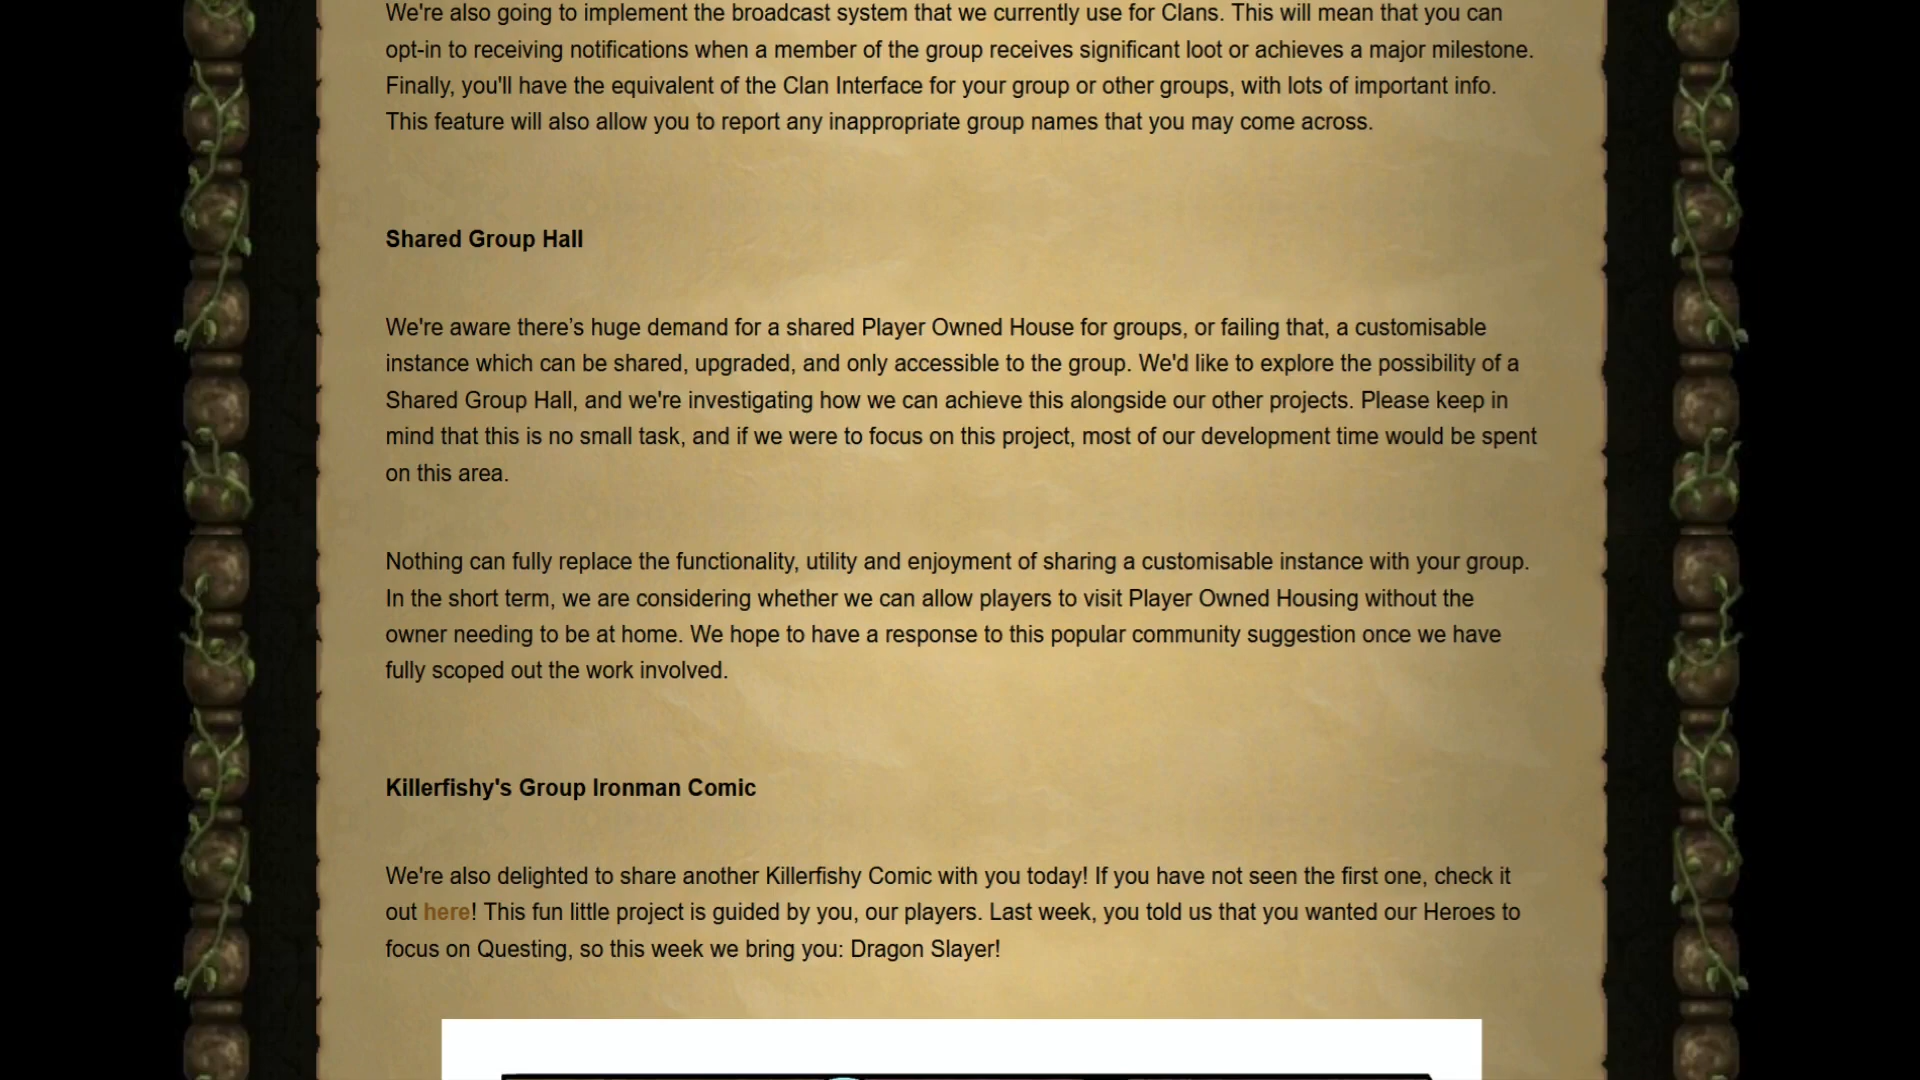 We're also going to implement the broadcast system that we currently use for Clans. This will mean that you can
opt-in to receiving notifications when a member of the group receives significant loot or achieves a major milestone.
Finally, you'll have the equivalent of the Clan Interface for your group or other groups, with lots of important info.
This feature will also allow you to report any inappropriate group names that you may come across.
Shared Group Hall
We're aware there’s huge demand for a shared Player Owned House for groups, or failing that, a customisable
instance which can be shared, upgraded, and only accessible to the group. We'd like to explore the possibility of a
Shared Group Hall, and we're investigating how we can achieve this alongside our other projects. Please keep in
mind that this is no small task, and if we were to focus on this project, most of our development time would be spent
on this area.
Nothing can fully replace the functionality, utility and enjoyment of sharing a customisable instance with your group.
In the short term, we are considering whether we can allow players to visit Player Owned Housing without the
owner needing to be at home. We hope to have a response to this popular community suggestion once we have
fully scoped out the work involved.
Killerfishy's Group Ironman Comic
We're also delighted to share another Killerfishy Comic with you today! If you have not seen the first one, check it
out here! This fun little project is guided by you, our players. Last week, you told us that you wanted our Heroes to
focus on Questing, so this week we bring you: Dragon Slayer!